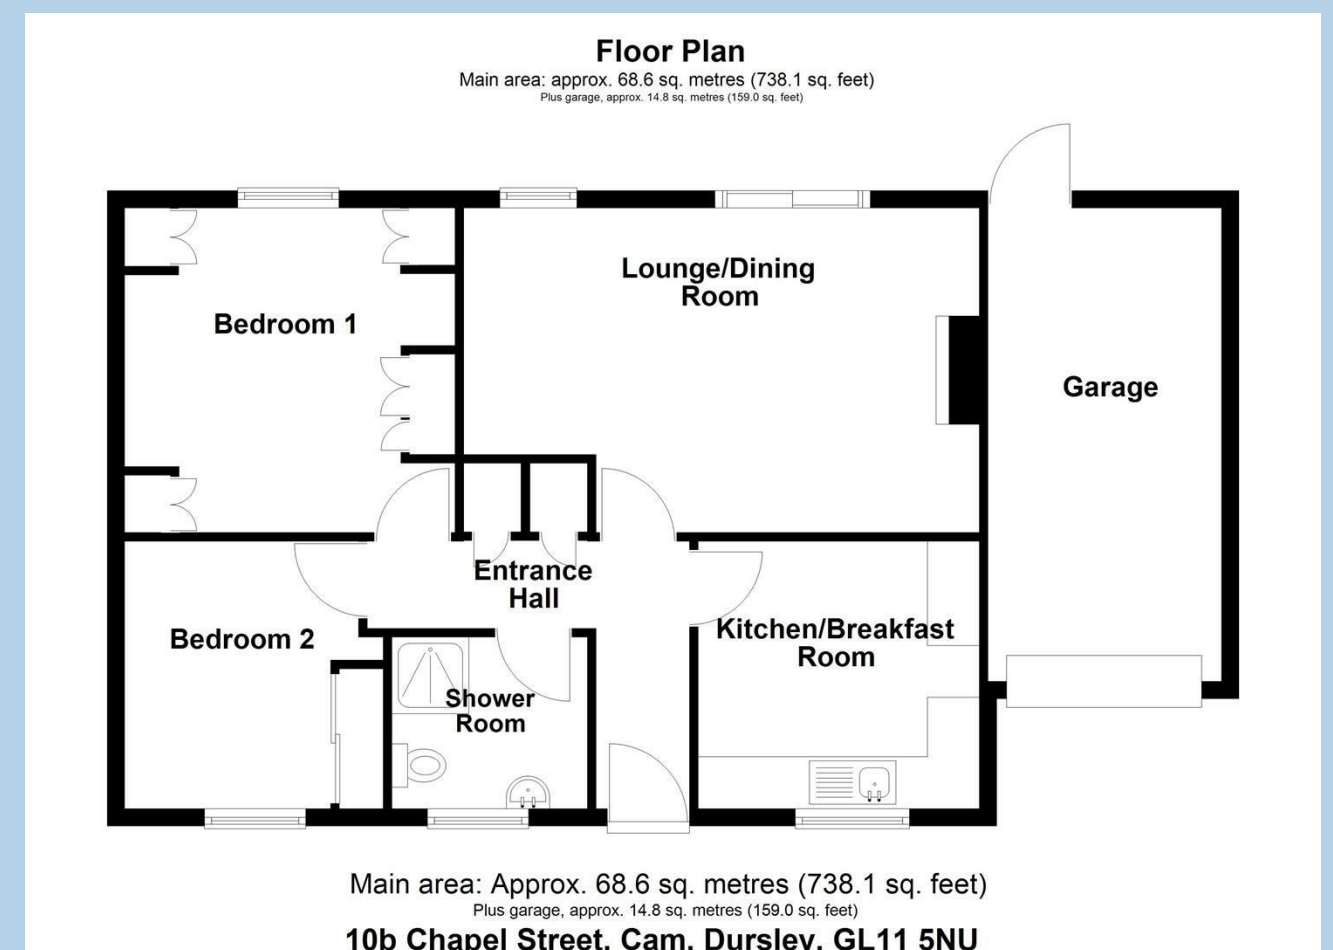 Floor Plan
Main area: approx. 68.6 sq. metres (738.1 sq. feet)
Plus garage, approx. 14.8 sq. metres (159.0 sq. feet)
Lounge/Dining
Room
Bedroom 1
Garage
Entrance
Hall
Bedroom 2
Kitchen/Breakfast
Room
Shower
Room
Main area: Approx. 68.6 sq. metres (738.1 sq. feet)
Plus garage, approx. 14.8 sq. metres (159.0 sq. feet)
10b Chapel Street, Cam, Dursley, GL11 5NU